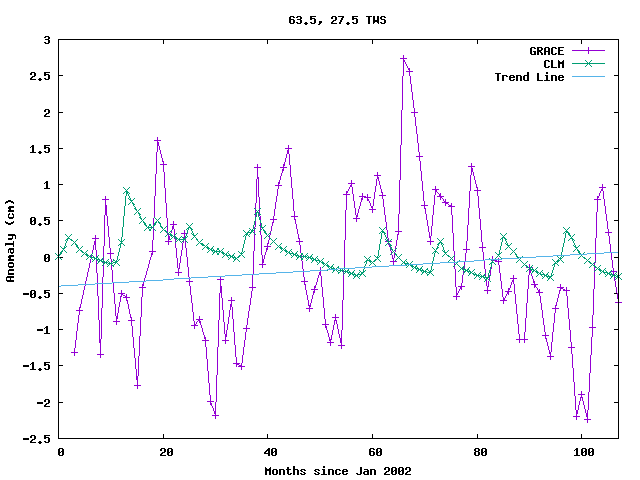 63.5, 27.5 TWS
GRACE
CLM
Trend Line
3
2.5
2
1.5
1
0.5
0
-0.5
-1
-1.5
-2
-2.5
Anomaly (cm)
0 20 40 60 80 100
Months since Jan 2002